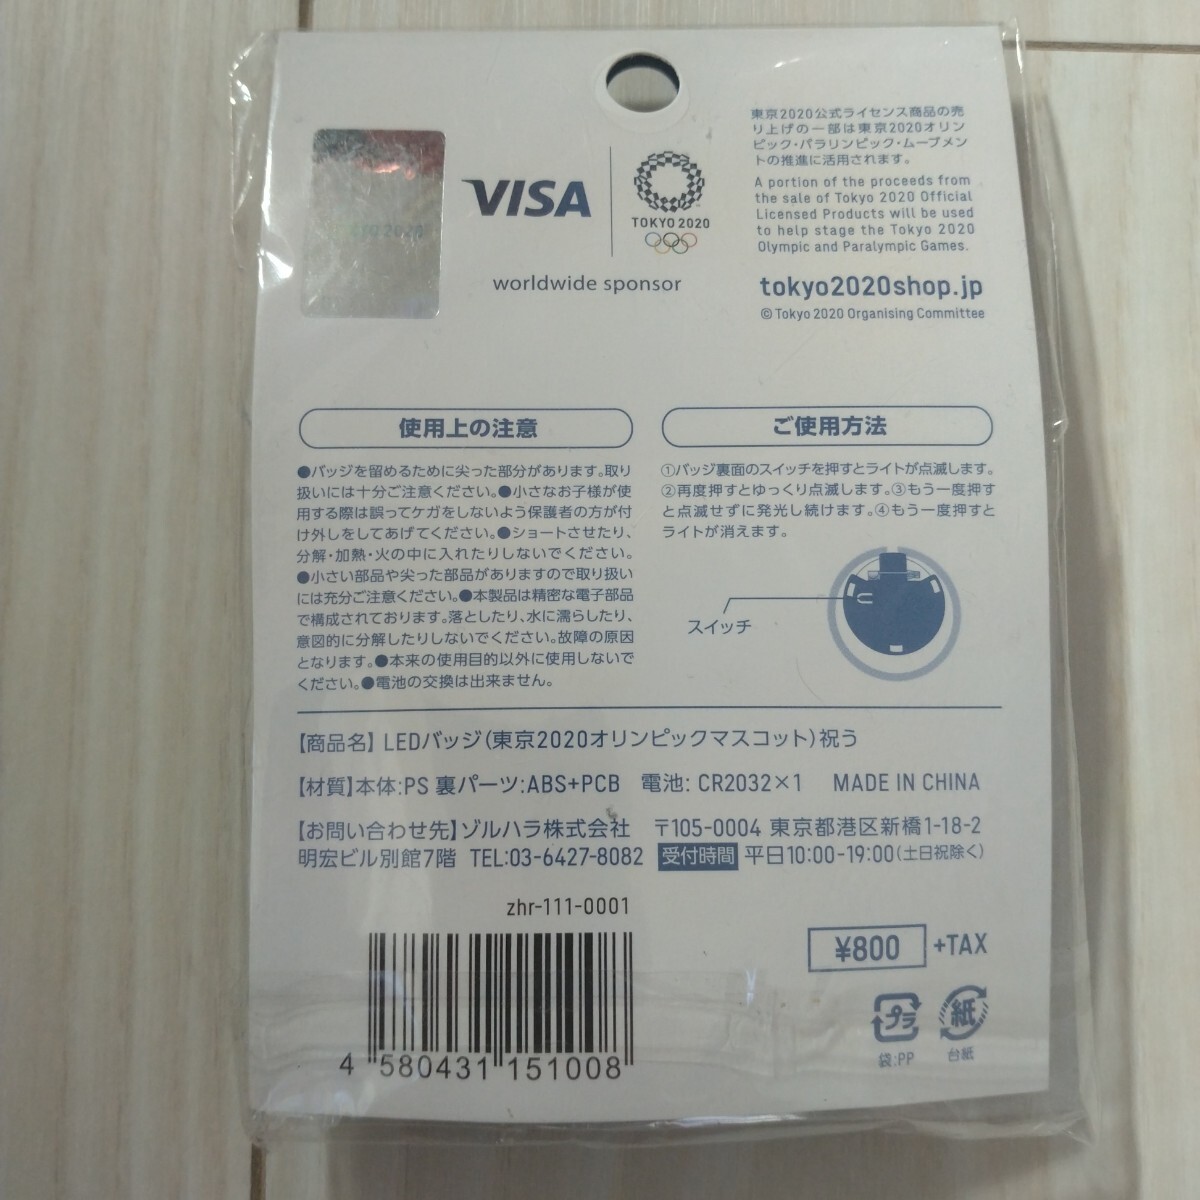 VISA
TOKYO 2020
worldwide sponsor
東京2020公式ライセンス商品の売
り上げの一部は東京2020オリン
ピック・パラリンピック・ムーブメン
トの推進に活用されます。
A portion of the proceeds from
the sale of Tokyo 2020 Official
Licensed Products will be used
to help stage the Tokyo 2020
Olympic and Paralympic Games.
tokyo2020shop.jp
© Tokyo 2020 Organising Committee
使用上の注意
●バッジを留めるために尖った部分があります。取り
扱いには十分ご注意ください。●小さなお子様が使
用する際は誤ってケガをしないよう保護者の方が付
け外しをしてあげてください。●ショートさせたり、
分解・加熱・火の中に入れたりしないでください。
●小さい部品や尖った部品がありますので取り扱い
には充分ご注意ください。●本製品は精密な電子部品
で構成されております。落としたり、水に濡らしたり、
意図的に分解したりしないでください。故障の原因
となります。●本来の使用目的以外に使用しないで
ください。●電池の交換は出来ません。
ご使用方法
①バッジ裏面のスイッチを押すとライトが点滅します。
②再度押すとゆっくり点滅します。③もう一度押す
と点滅せずに発光し続けます。④もう一度押すと
ライトが消えます。
スイッチ
【商品名】LEDバッジ(東京2020オリンピックマスコット)祝う
【材質】本体:PS 裏パーツ:ABS+PCB 電池: CR2032×1 MADE IN CHINA
【お問い合わせ先】ゾルハラ株式会社 〒105-0004 東京都港区新橋1-18-2
明宏ビル別館7階 TEL:03-6427-8082 受付時間 平日10:00-19:00(土日祝除く)
zhr-111-0001
4 580431 151008
¥800 +TAX
プラ
袋:PP
紙
台紙